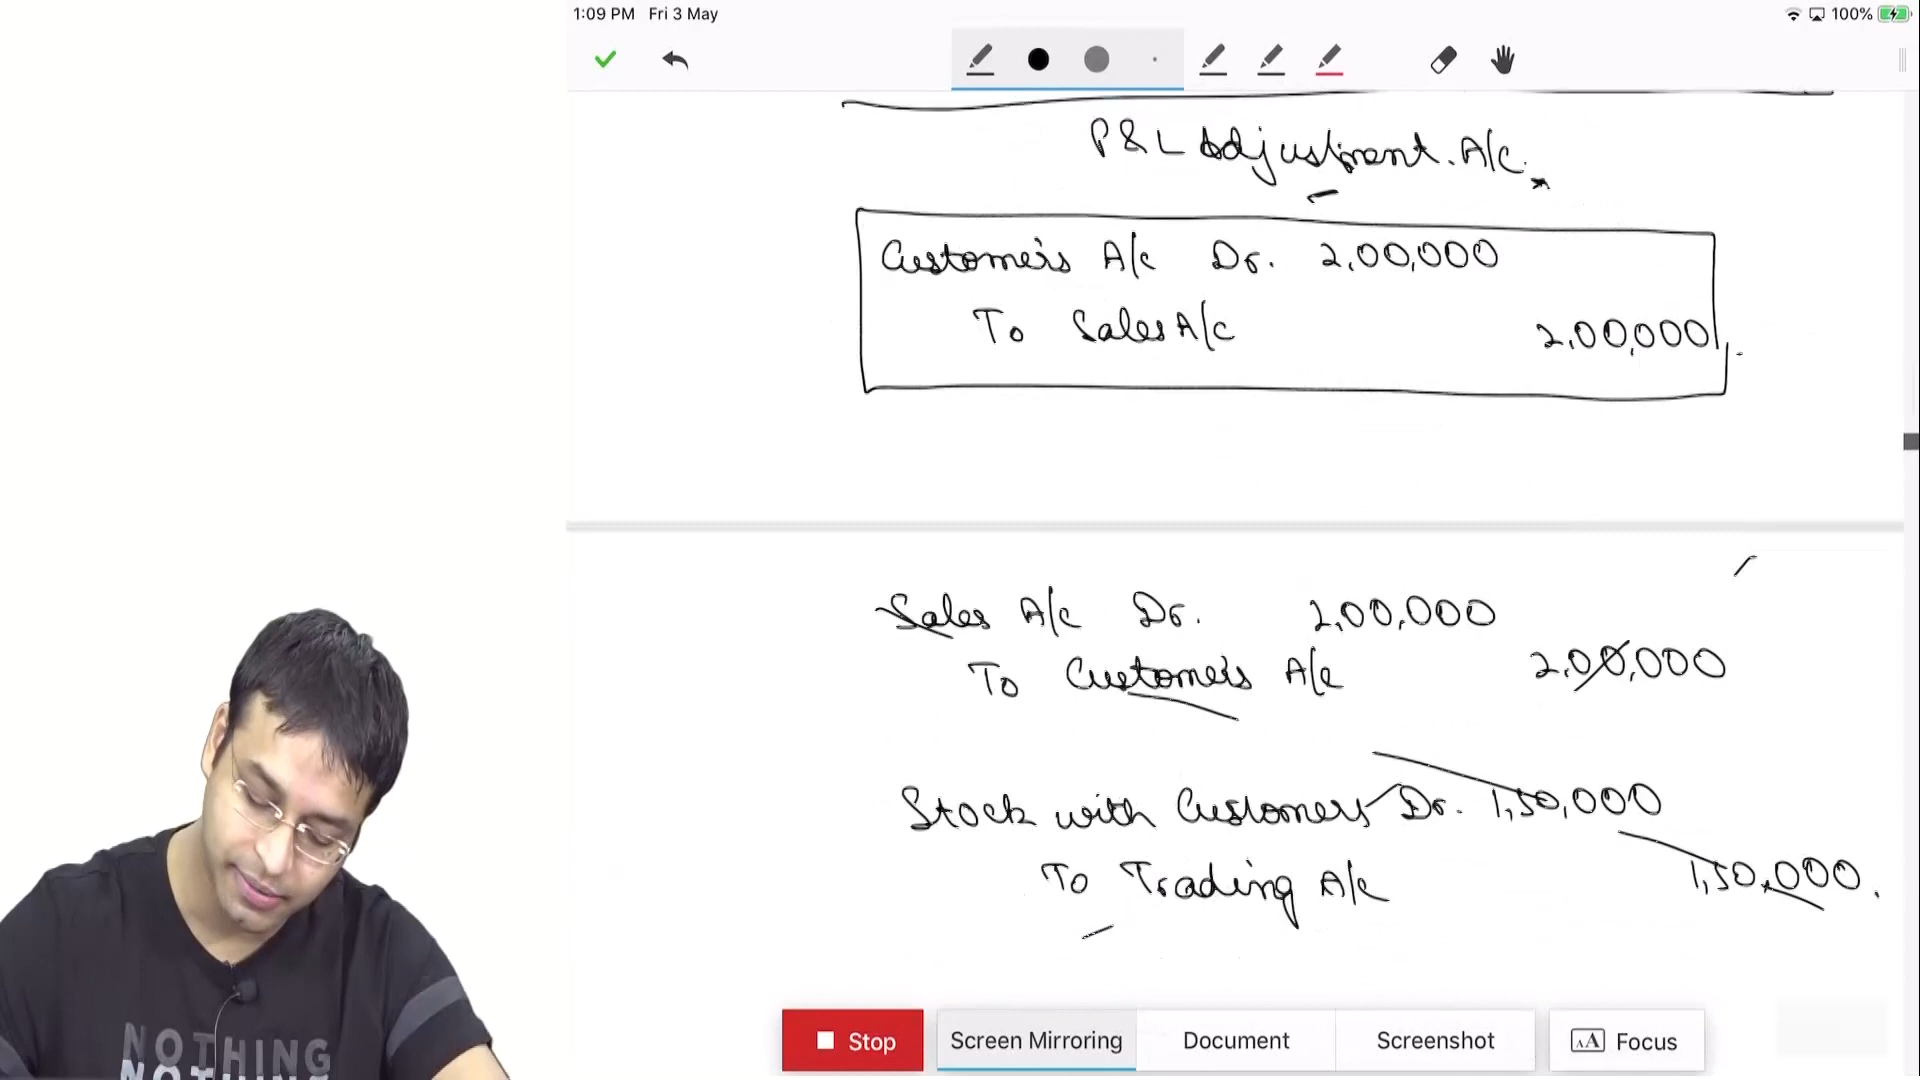 1:09 PM Fri 3 May 100%
P & L Adjustment. A/c.
Customer's A/c Dr. 2,00,000
To Sales A/c 2,00,000
Sales A/c Dr. 2,00,000
To Customer's A/c 2,00,000
Stock with Customers Dr. 1,50,000
To Trading A/c 1,50,000.
NOTHING
NOTHING
Stop Screen Mirroring Document Screenshot AA Focus